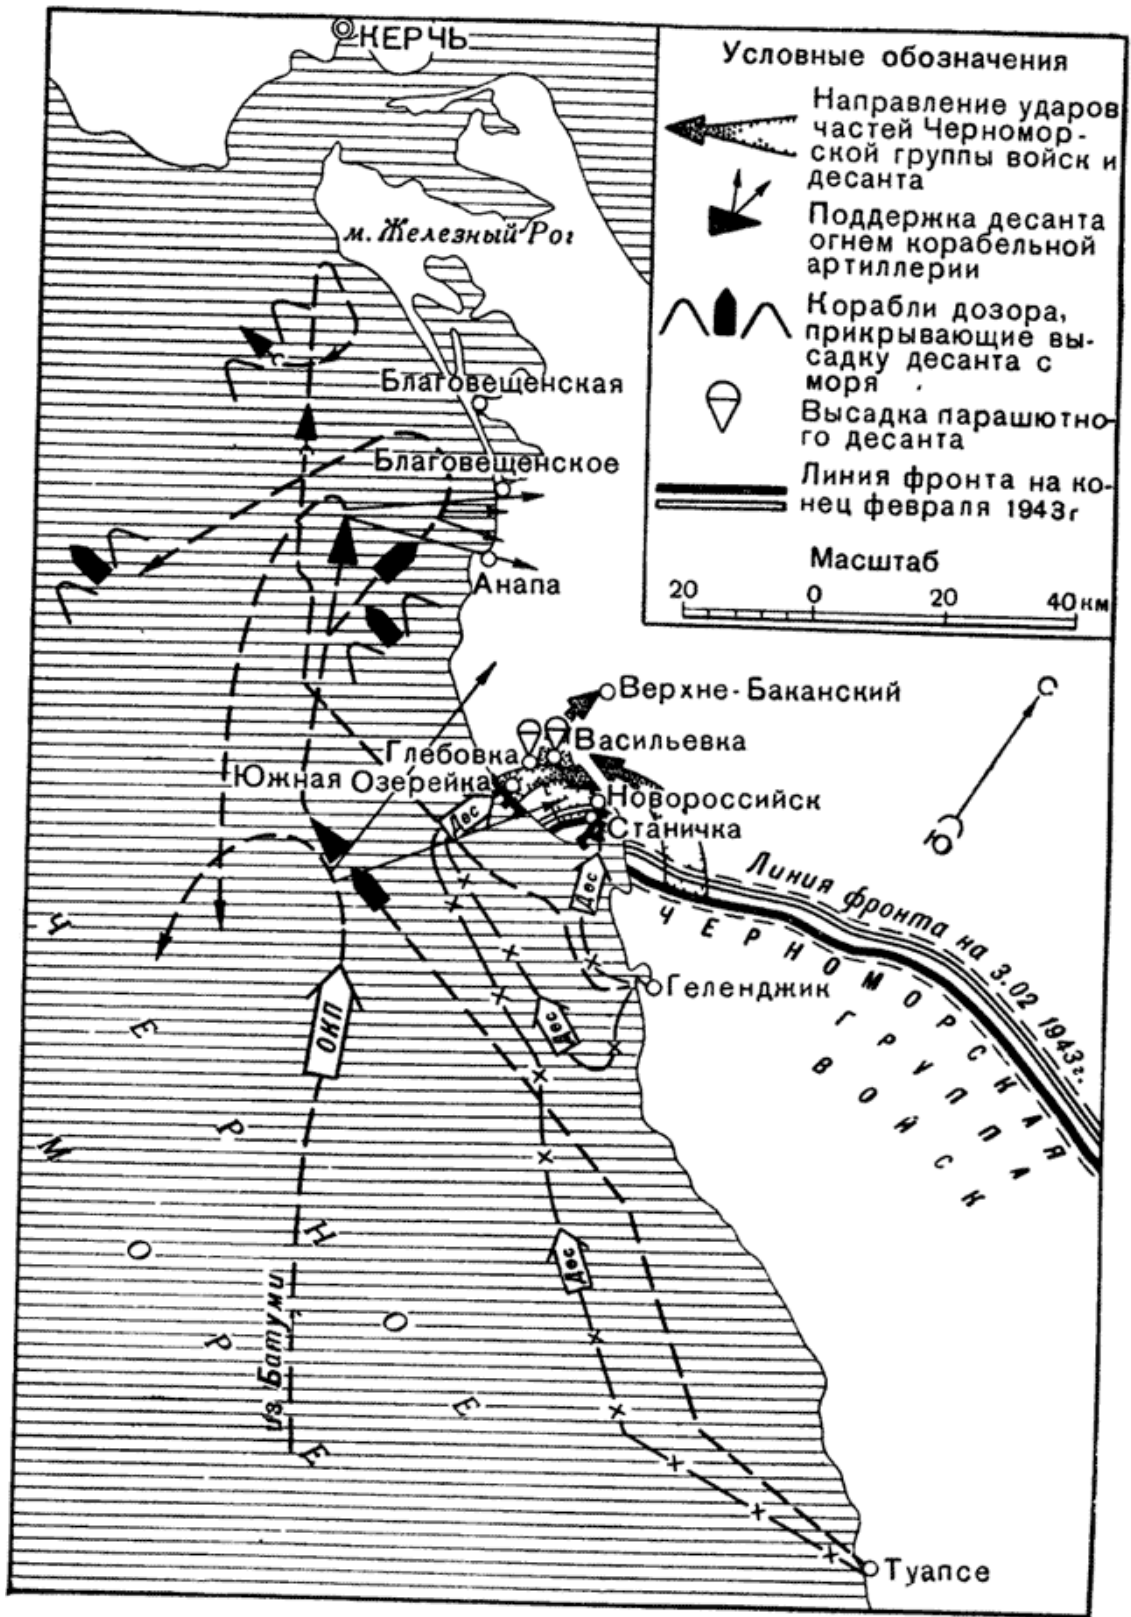 КЕРЧЬ
Условные обозначения
Направление ударов
частей Черномор-
ской группы войск и
десанта
Поддержка десанта
огнем корабельной
артиллерии
Корабли дозора,
прикрывающие вы-
садку десанта с
моря
Высадка парашютно-
го десанта
Линия фронта на ко-
нец февраля 1943г
Масштаб
20 0 20 40 км
м. Железный Рог
Благовещенская
Благовещенское
Анапа
Верхне-Баканский
Васильевка
Глебовка
Южная Озерейка
Новороссийск
Станичка
Дес
Дес
С
Ю
Линия фронта на 3.02 1943г.
ЧЕРНОМОРСКАЯ
ГРУППА
ВОЙСК
Геленджик
Дес
ОКП
Дес
из Батуми
ЧЕРНОЕ
МОРЕ
Туапсе